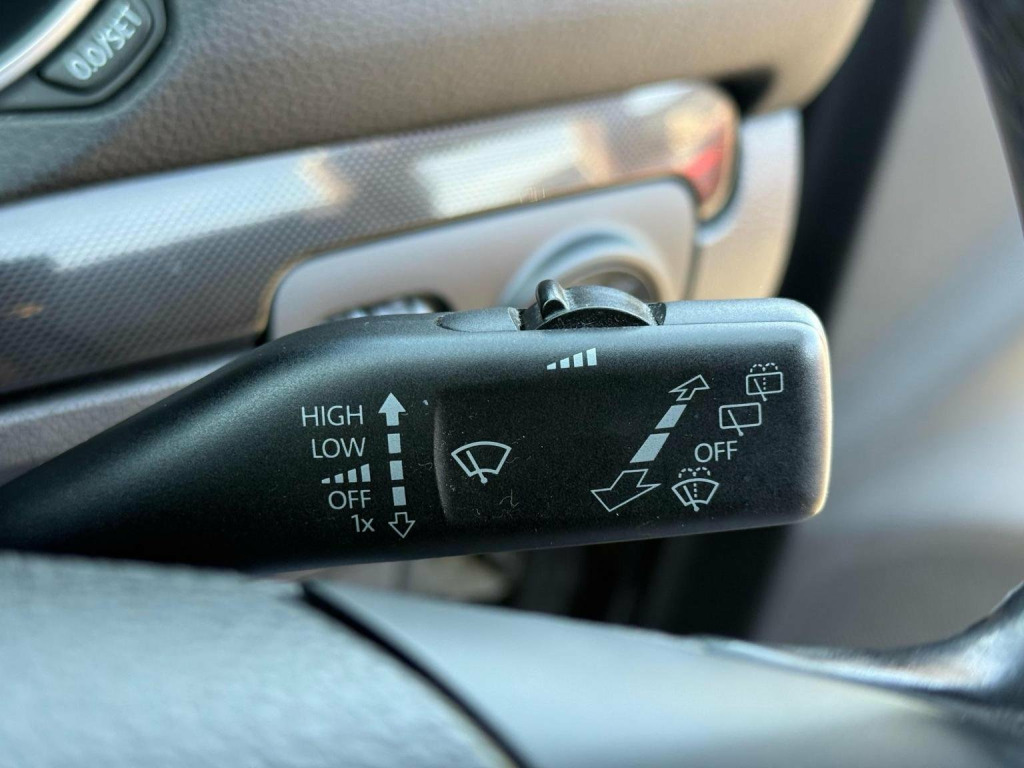 0.0/SET
HIGH
LOW
OFF
1x
OFF